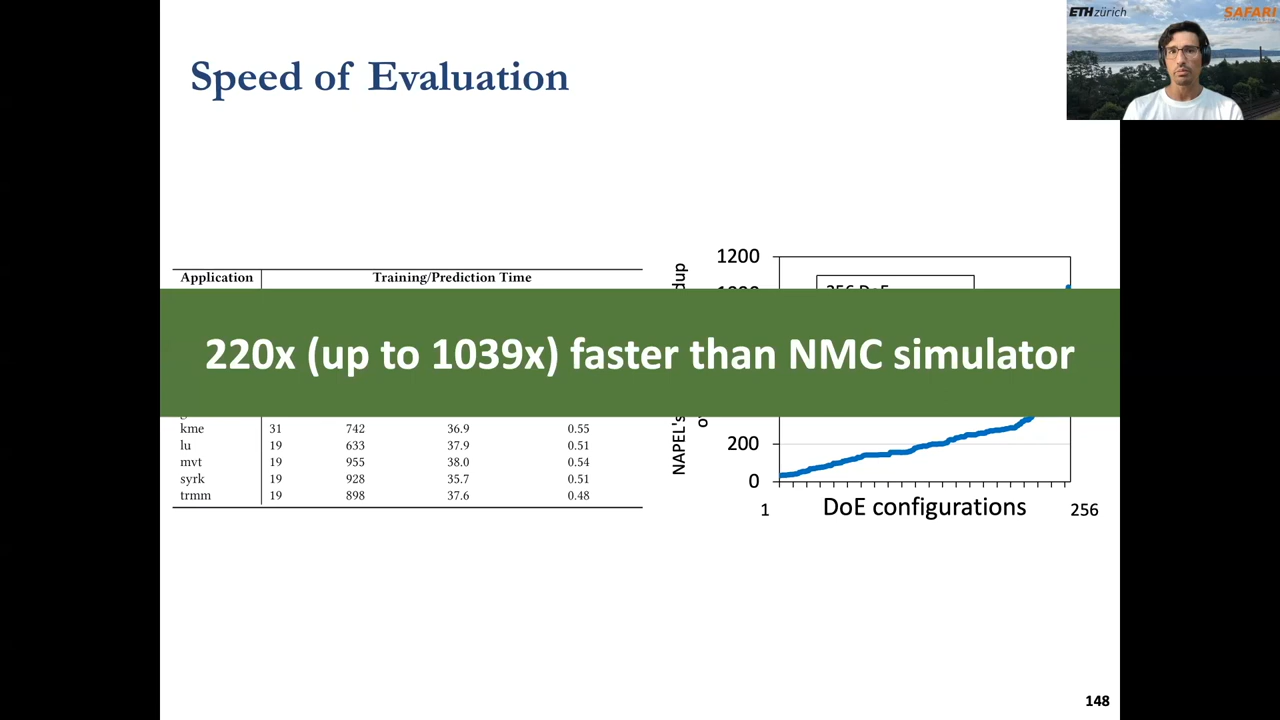 ETH zürich
SAFARI
Speed of Evaluation
Application Training/Prediction Time
220x (up to 1039x) faster than NMC simulator
kme 31 742 36.9 0.55
lu 19 633 37.9 0.51
mvt 19 955 38.0 0.54
syrk 19 928 35.7 0.51
trmm 19 898 37.6 0.48
1200
200
0
NAPEL's
1 DoE configurations 256
148